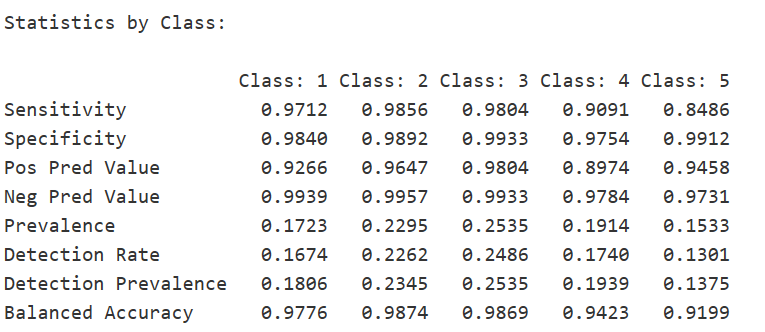 Statistics by Class:
Class: 1 Class: 2 Class: 3 Class: 4 Class: 5
Sensitivity 0.9712 0.9856 0.9804 0.9091 0.8486
Specificity 0.9840 0.9892 0.9933 0.9754 0.9912
Pos Pred Value 0.9266 0.9647 0.9804 0.8974 0.9458
Neg Pred Value 0.9939 0.9957 0.9933 0.9784 0.9731
Prevalence 0.1723 0.2295 0.2535 0.1914 0.1533
Detection Rate 0.1674 0.2262 0.2486 0.1740 0.1301
Detection Prevalence 0.1806 0.2345 0.2535 0.1939 0.1375
Balanced Accuracy 0.9776 0.9874 0.9869 0.9423 0.9199